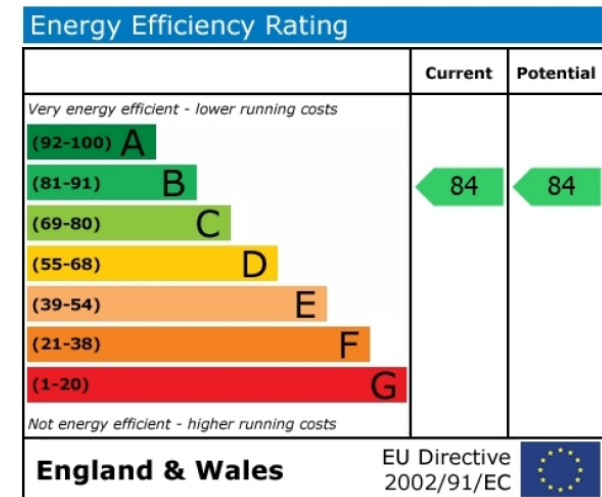 Energy Efficiency Rating
Current Potential
Very energy efficient - lower running costs
(92-100) A
(81-91) B 84 84
(69-80) C
(55-68) D
(39-54) E
(21-38) F
(1-20) G
Not energy efficient - higher running costs
England & Wales
EU Directive
2002/91/EC